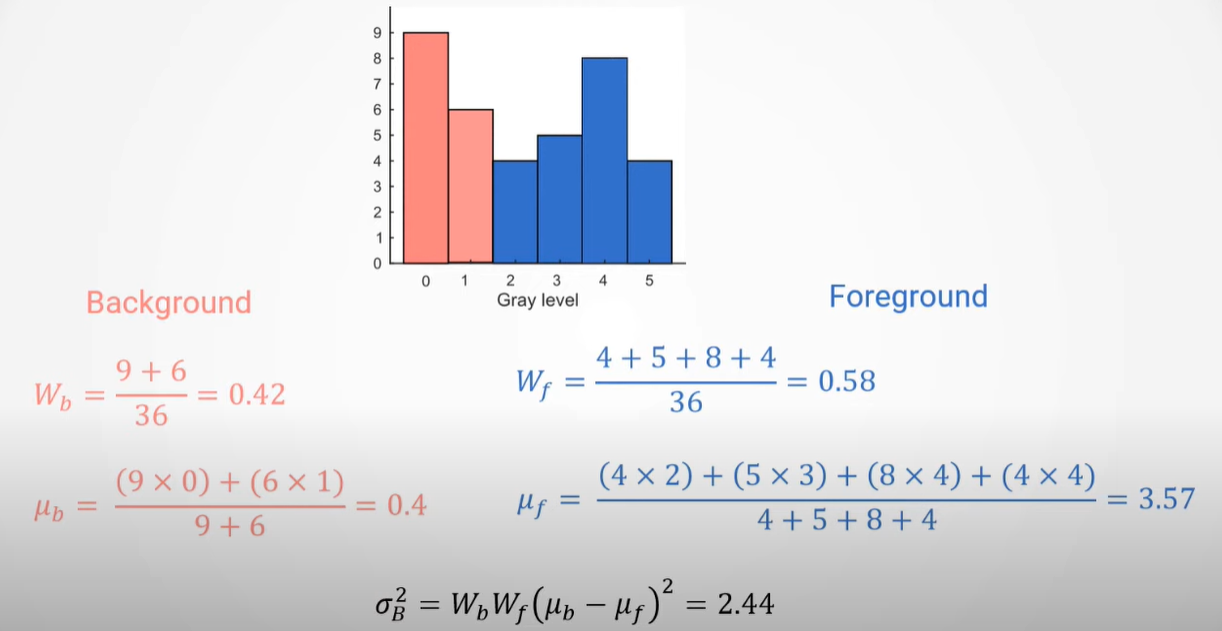 9
8
7
6
5
4
3
2
1
0
0 1 2 3 4 5
Gray level
Background
W_b = (9 + 6) / 36 = 0.42
μ_b = ((9 × 0) + (6 × 1)) / (9 + 6) = 0.4
Foreground
W_f = (4 + 5 + 8 + 4) / 36 = 0.58
μ_f = ((4 × 2) + (5 × 3) + (8 × 4) + (4 × 4)) / (4 + 5 + 8 + 4) = 3.57
σ_B^2 = W_b W_f (μ_b − μ_f)^2 = 2.44